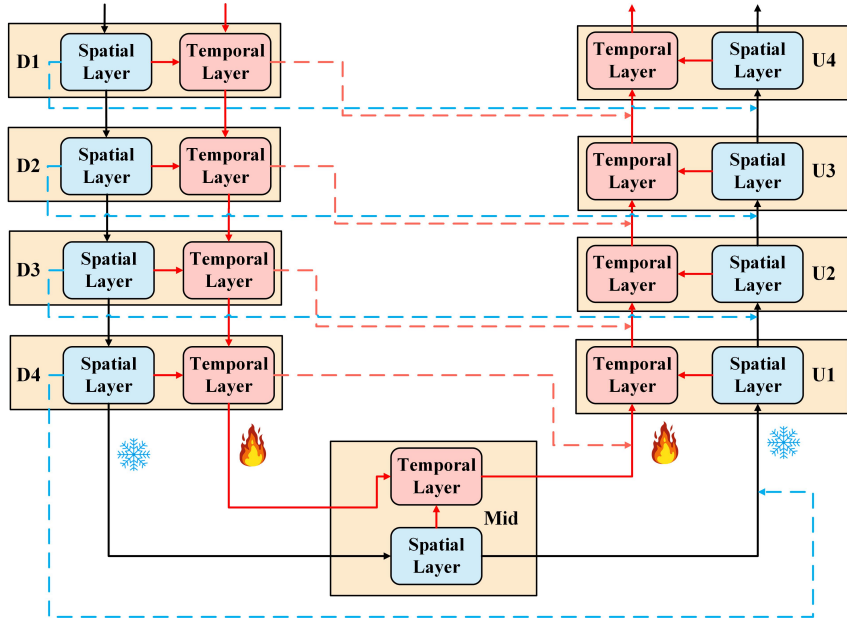 D1
Spatial
Layer
Temporal
Layer
D2
Spatial
Layer
Temporal
Layer
D3
Spatial
Layer
Temporal
Layer
D4
Spatial
Layer
Temporal
Layer
Temporal
Layer
Mid
Spatial
Layer
Temporal
Layer
Spatial
Layer
U4
Temporal
Layer
Spatial
Layer
U3
Temporal
Layer
Spatial
Layer
U2
Temporal
Layer
Spatial
Layer
U1